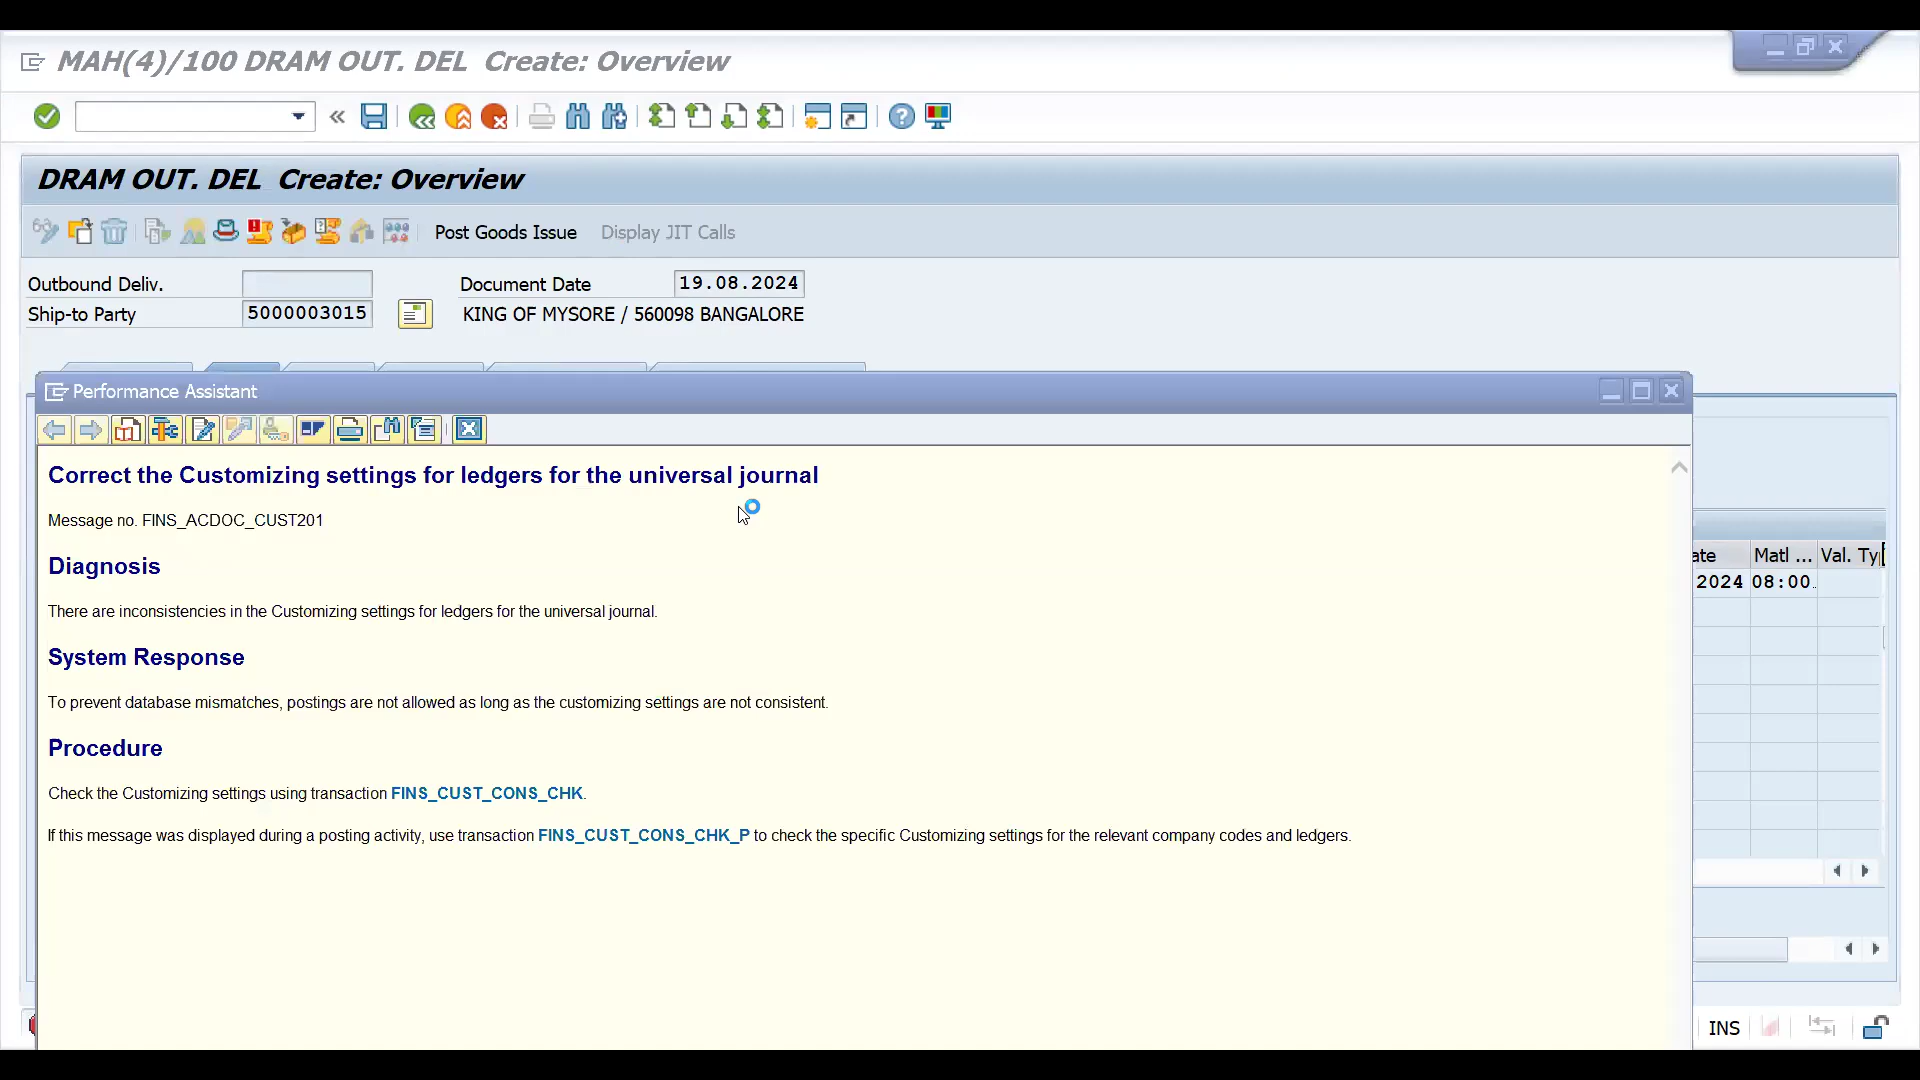 MAH(4)/100 DRAM OUT. DEL Create: Overview
DRAM OUT. DEL Create: Overview
Post Goods Issue Display JIT Calls
Outbound Deliv. Document Date 19.08.2024
Ship-to Party 5000003015 KING OF MYSORE / 560098 BANGALORE
Performance Assistant
Correct the Customizing settings for ledgers for the universal journal
Message no. FINS_ACDOC_CUST201
Diagnosis
There are inconsistencies in the Customizing settings for ledgers for the universal journal.
System Response
To prevent database mismatches, postings are not allowed as long as the customizing settings are not consistent.
Procedure
Check the Customizing settings using transaction FINS_CUST_CONS_CHK.
If this message was displayed during a posting activity, use transaction FINS_CUST_CONS_CHK_P to check the specific Customizing settings for the relevant company codes and ledgers.
ate Matl ... Val. Ty
2024 08:00
INS